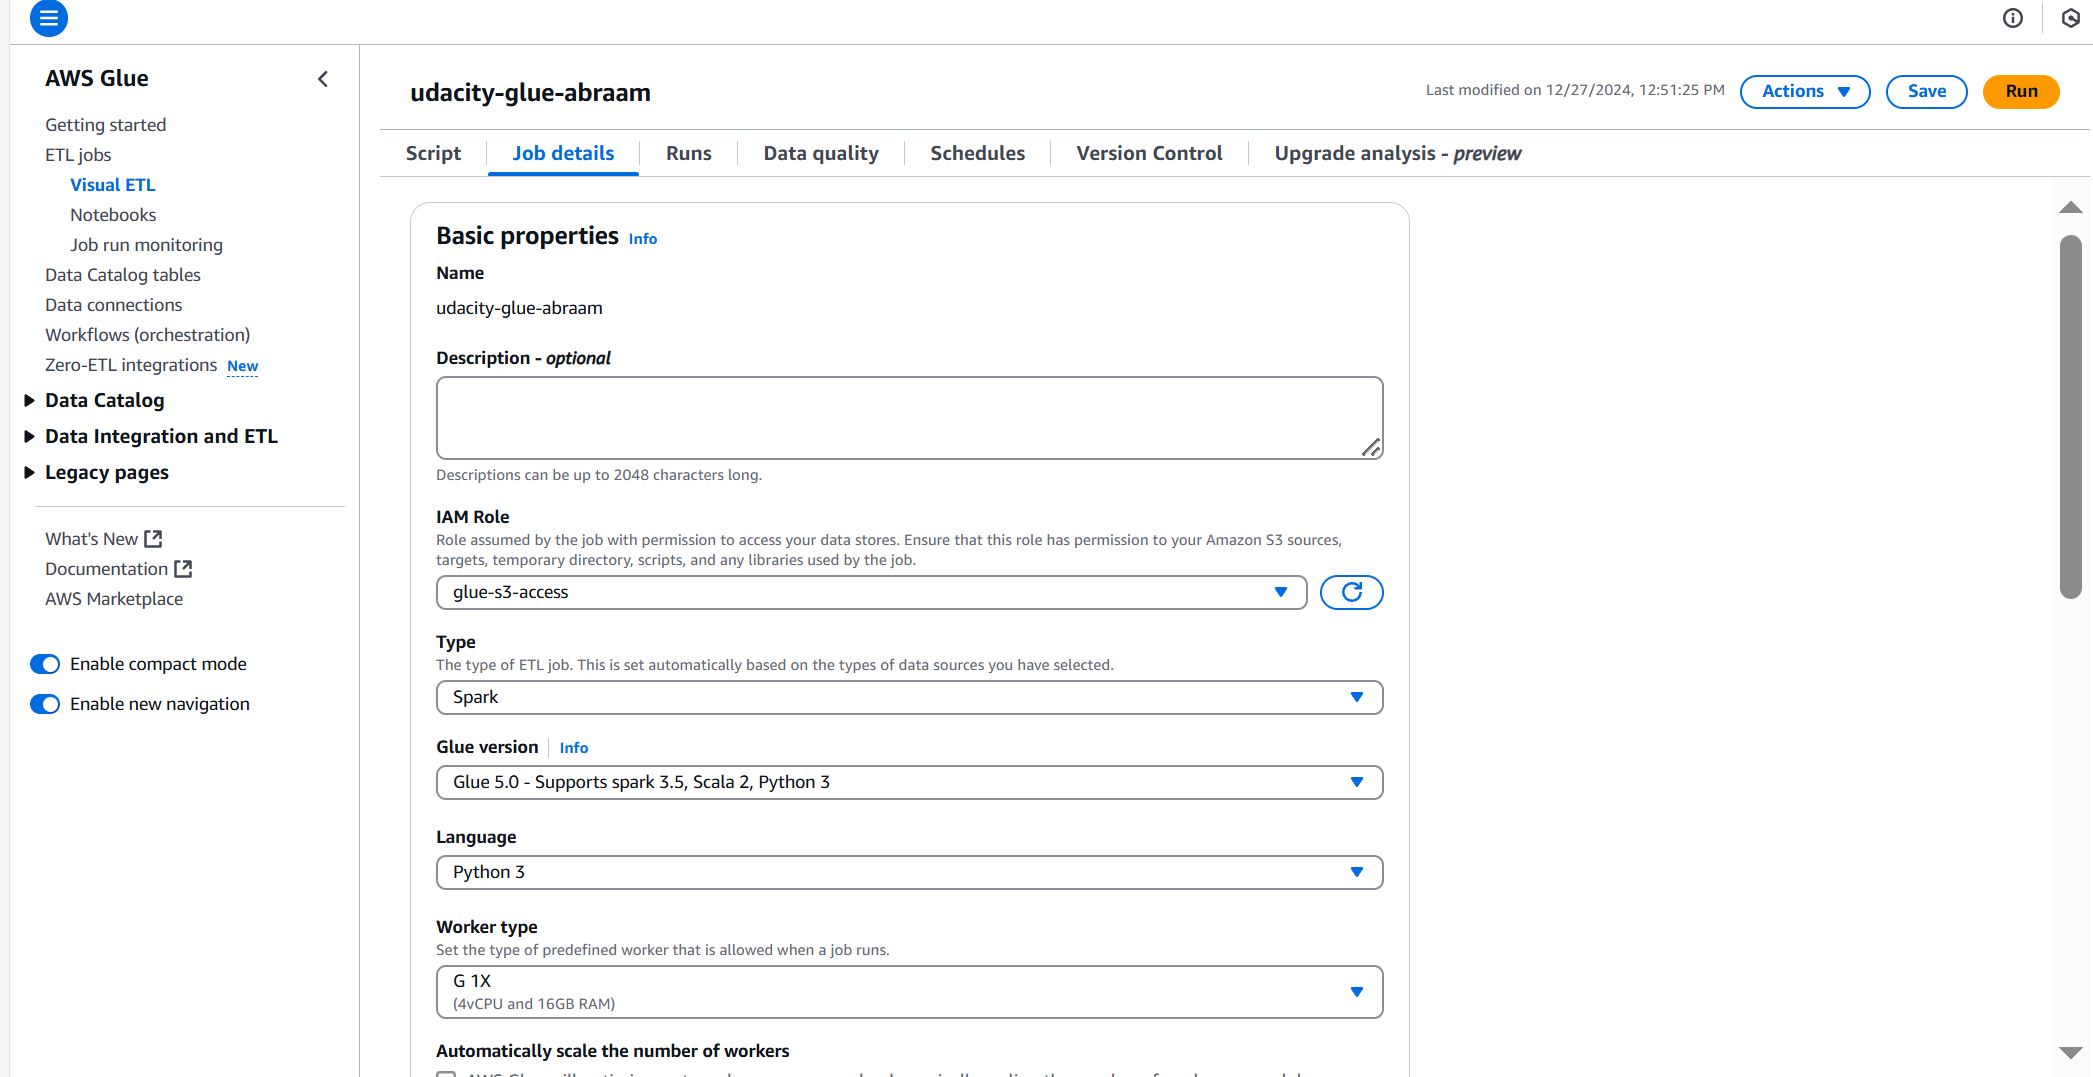 AWS Glue
Getting started
ETL jobs
Visual ETL
Notebooks
Job run monitoring
Data Catalog tables
Data connections
Workflows (orchestration)
Zero-ETL integrations New
Data Catalog
Data Integration and ETL
Legacy pages
What's New
Documentation
AWS Marketplace
Enable compact mode
Enable new navigation
udacity-glue-abraam
Last modified on 12/27/2024, 12:51:25 PM
Actions
Save
Run
Script
Job details
Runs
Data quality
Schedules
Version Control
Upgrade analysis - preview
Basic properties Info
Name
udacity-glue-abraam
Description - optional
Descriptions can be up to 2048 characters long.
IAM Role
Role assumed by the job with permission to access your data stores. Ensure that this role has permission to your Amazon S3 sources,
targets, temporary directory, scripts, and any libraries used by the job.
glue-s3-access
Type
The type of ETL job. This is set automatically based on the types of data sources you have selected.
Spark
Glue version Info
Glue 5.0 - Supports spark 3.5, Scala 2, Python 3
Language
Python 3
Worker type
Set the type of predefined worker that is allowed when a job runs.
G 1X
(4vCPU and 16GB RAM)
Automatically scale the number of workers